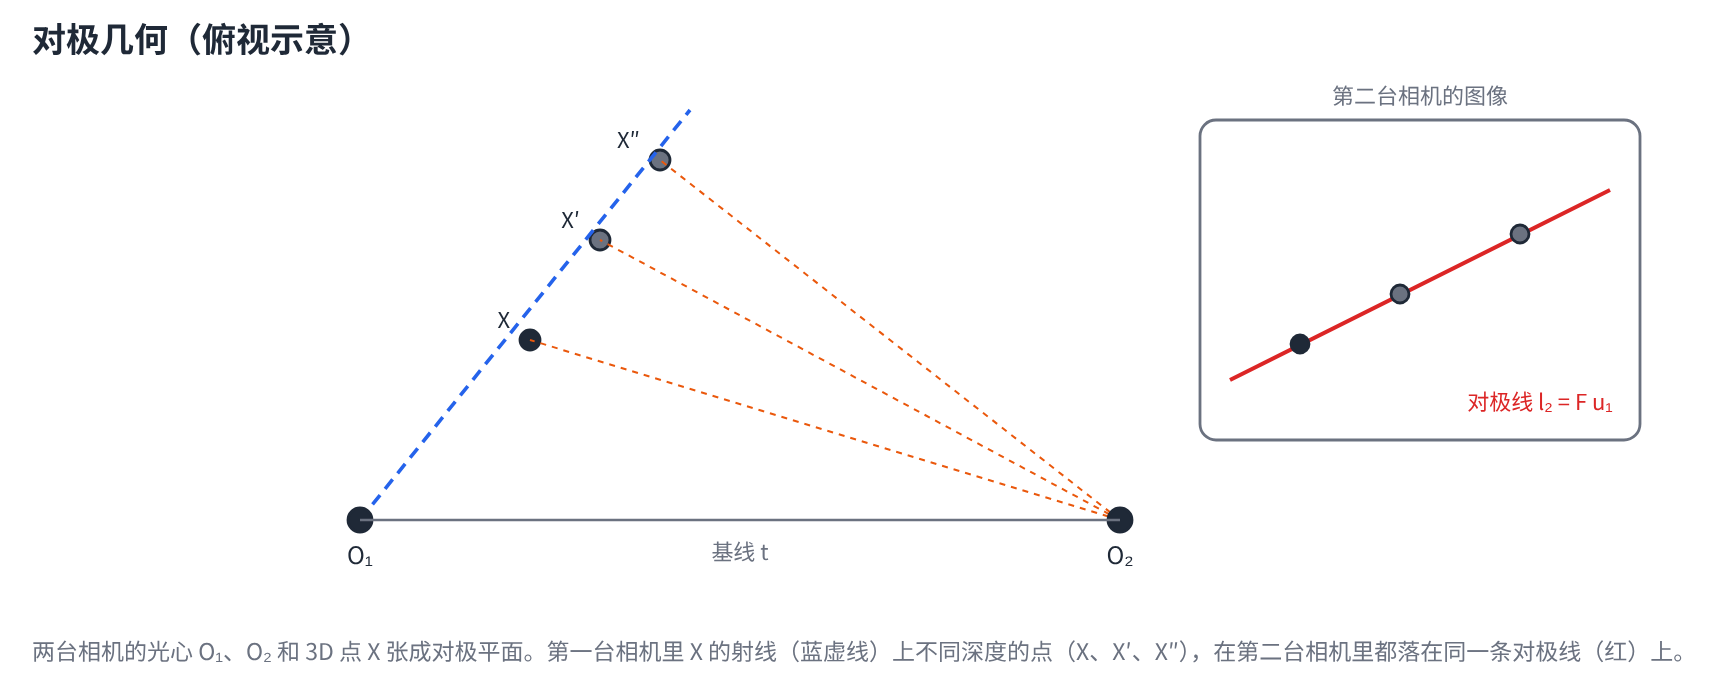 对极几何（俯视示意）
第二台相机的图像
X″
X′
X
对极线 l₂ = F u₁
O₁
基线 t
O₂
两台相机的光心 O₁、O₂ 和 3D 点 X 张成对极平面。第一台相机里 X 的射线（蓝虚线）上不同深度的点（X、X′、X″），在第二台相机里都落在同一条对极线（红）上。